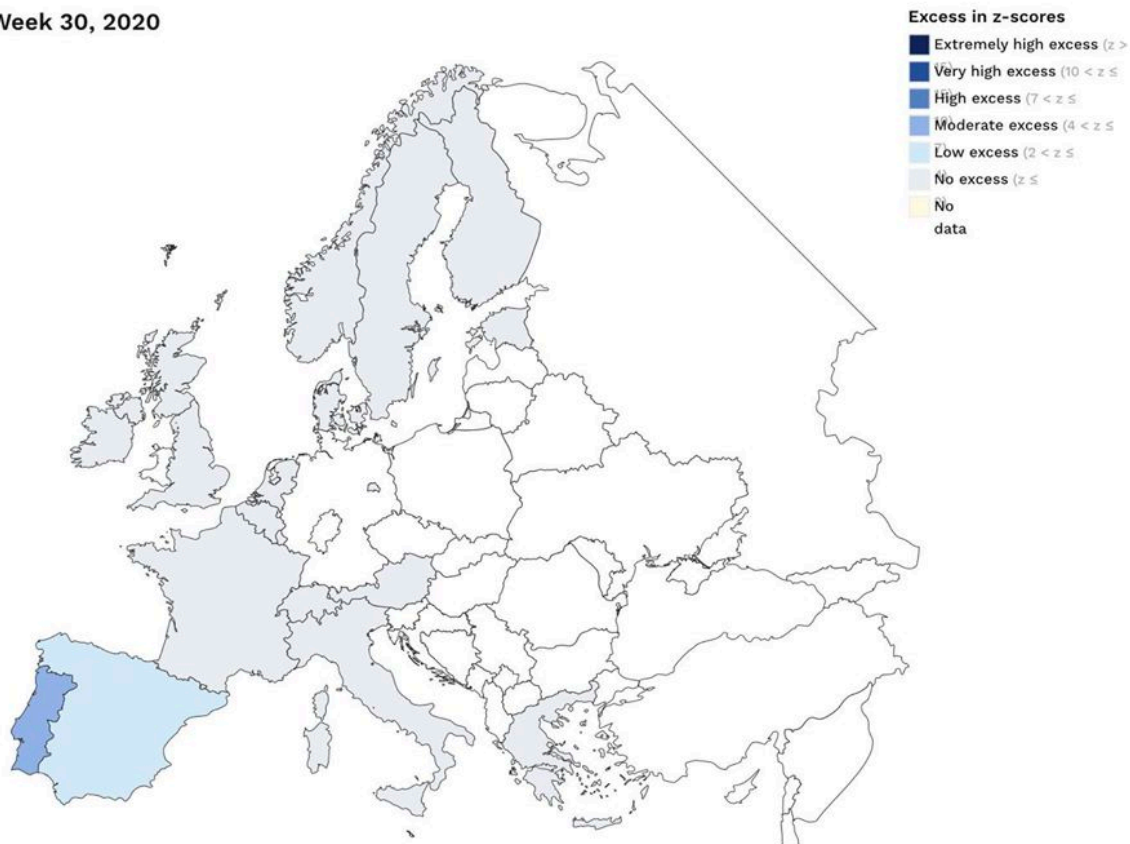 Week 30, 2020
Excess in z-scores
Extremely high excess (z >
Very high excess (10 < z ≤
High excess (7 < z ≤
Moderate excess (4 < z ≤
Low excess (2 < z ≤
No excess (z ≤
No
data